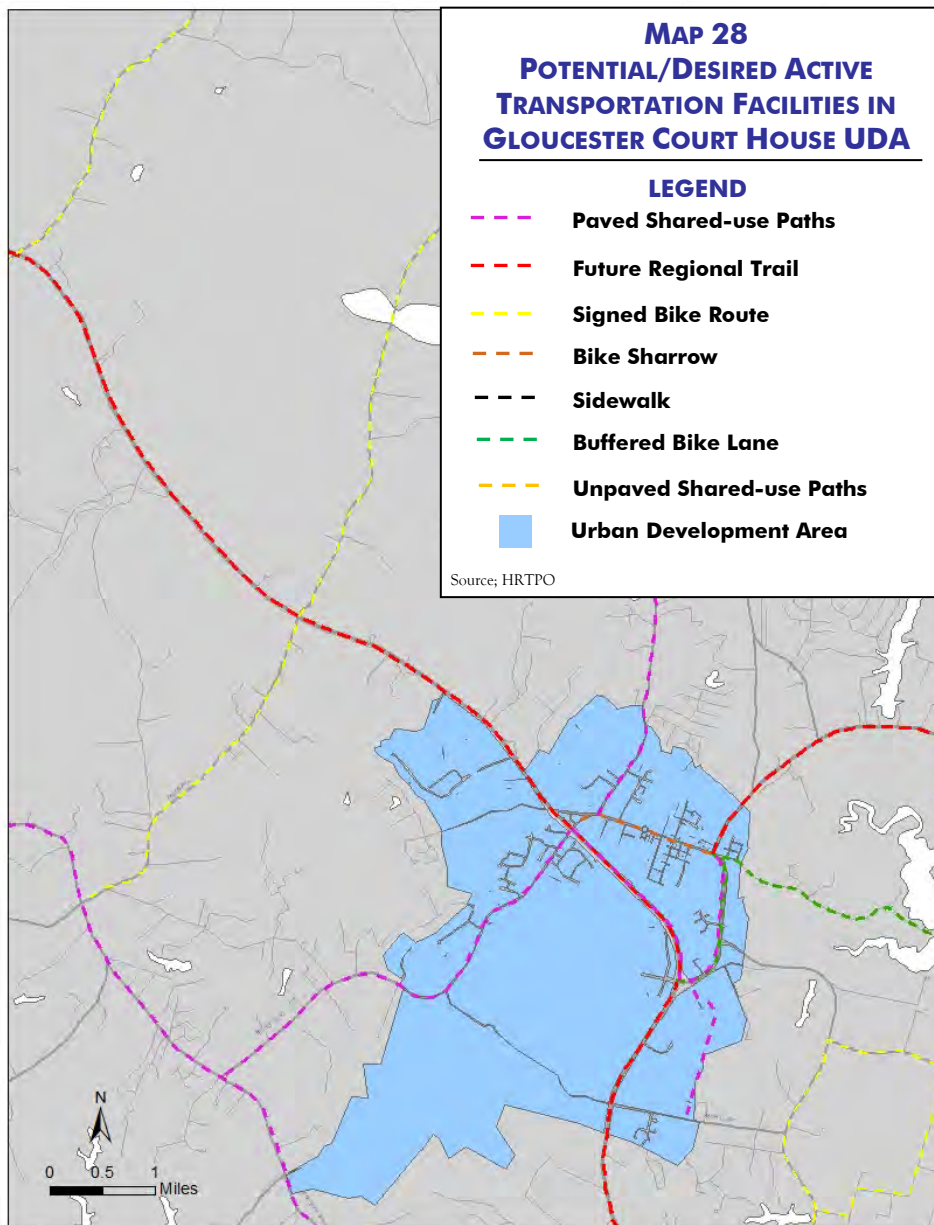 MAP 28
POTENTIAL/DESIRED ACTIVE
TRANSPORTATION FACILITIES IN
GLOUCESTER COURT HOUSE UDA
LEGEND
Paved Shared-use Paths
Future Regional Trail
Signed Bike Route
Bike Sharrow
Sidewalk
Buffered Bike Lane
Unpaved Shared-use Paths
Urban Development Area
Source; HRTPO
N
0 0.5 1
Miles